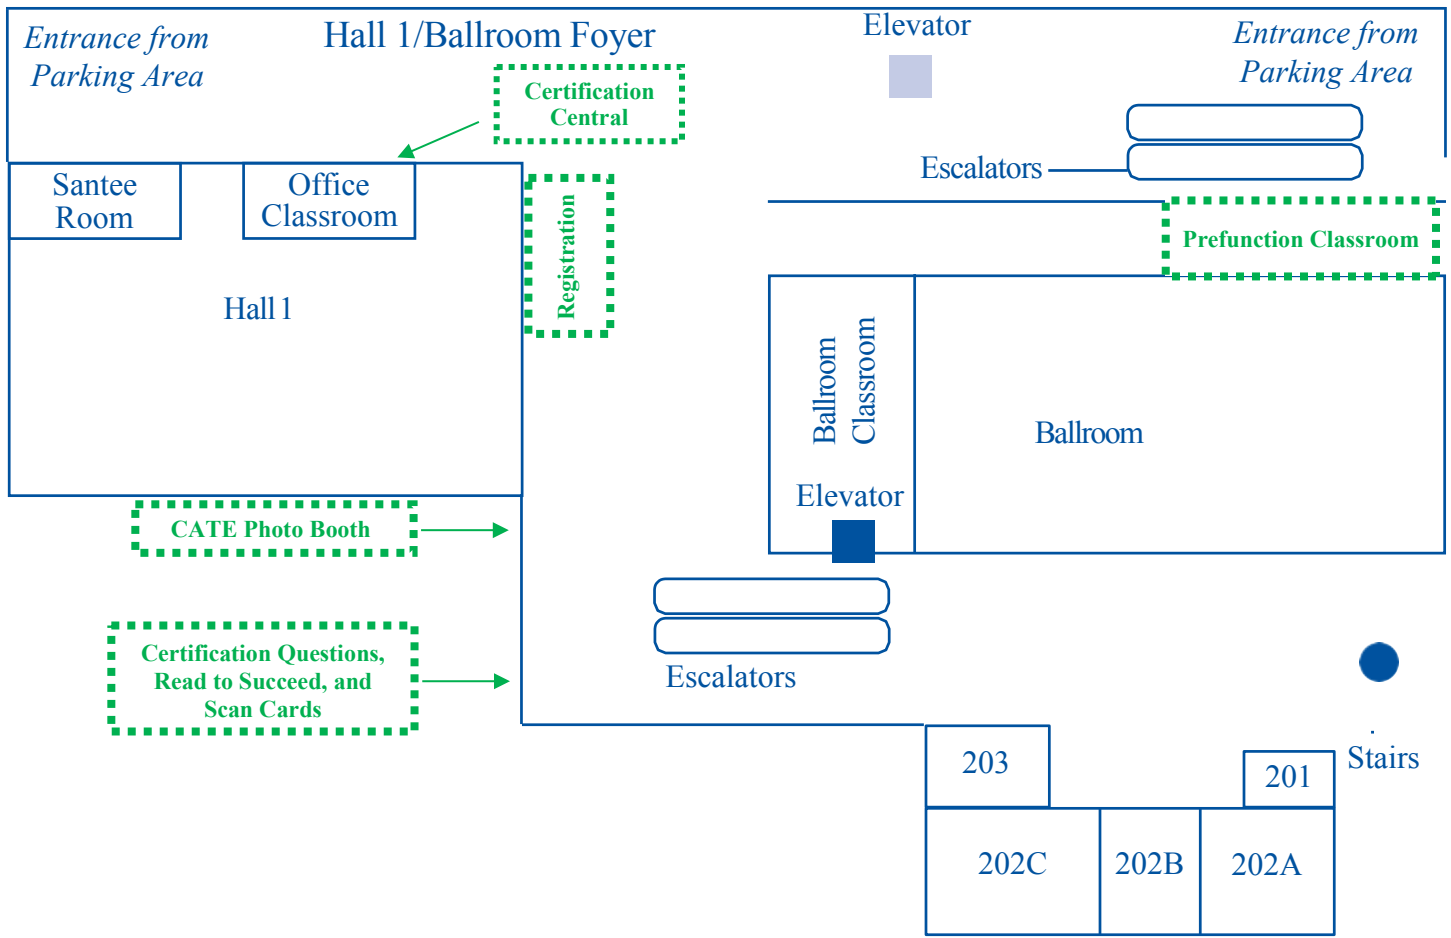 Entrance from
Parking Area
Hall 1/Ballroom Foyer
Elevator
Entrance from
Parking Area
Certification
Central
Escalators
Santee
Room
Office
Classroom
Registration
Prefunction Classroom
Hall 1
Ballroom
Classroom
Ballroom
Elevator
CATE Photo Booth
Certification Questions,
Read to Succeed, and
Scan Cards
Escalators
Stairs
203
201
202C
202B
202A